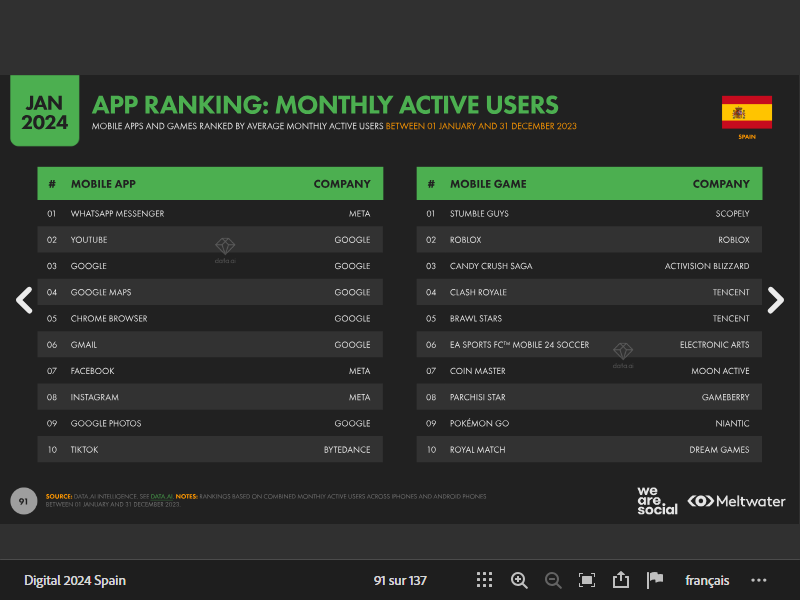 JAN
2024
APP RANKING: MONTHLY ACTIVE USERS
MOBILE APPS AND GAMES RANKED BY AVERAGE MONTHLY ACTIVE USERS BETWEEN 01 JANUARY AND 31 DECEMBER 2023
SPAIN
# MOBILE APP COMPANY
01 WHATSAPP MESSENGER META
02 YOUTUBE GOOGLE
03 GOOGLE GOOGLE
04 GOOGLE MAPS GOOGLE
05 CHROME BROWSER GOOGLE
06 GMAIL GOOGLE
07 FACEBOOK META
08 INSTAGRAM META
09 GOOGLE PHOTOS GOOGLE
10 TIKTOK BYTEDANCE
data.ai
# MOBILE GAME COMPANY
01 STUMBLE GUYS SCOPELY
02 ROBLOX ROBLOX
03 CANDY CRUSH SAGA ACTIVISION BLIZZARD
04 CLASH ROYALE TENCENT
05 BRAWL STARS TENCENT
06 EA SPORTS FC™ MOBILE 24 SOCCER ELECTRONIC ARTS
07 COIN MASTER MOON ACTIVE
08 PARCHISI STAR GAMEBERRY
09 POKÉMON GO NIANTIC
10 ROYAL MATCH DREAM GAMES
data.ai
91
SOURCE: DATA.AI INTELLIGENCE. SEE DATA.AI. NOTES: RANKINGS BASED ON COMBINED MONTHLY ACTIVE USERS ACROSS IPHONES AND ANDROID PHONES
BETWEEN 01 JANUARY AND 31 DECEMBER 2023.
we
are.
social
Meltwater
Digital 2024 Spain
91 sur 137
français